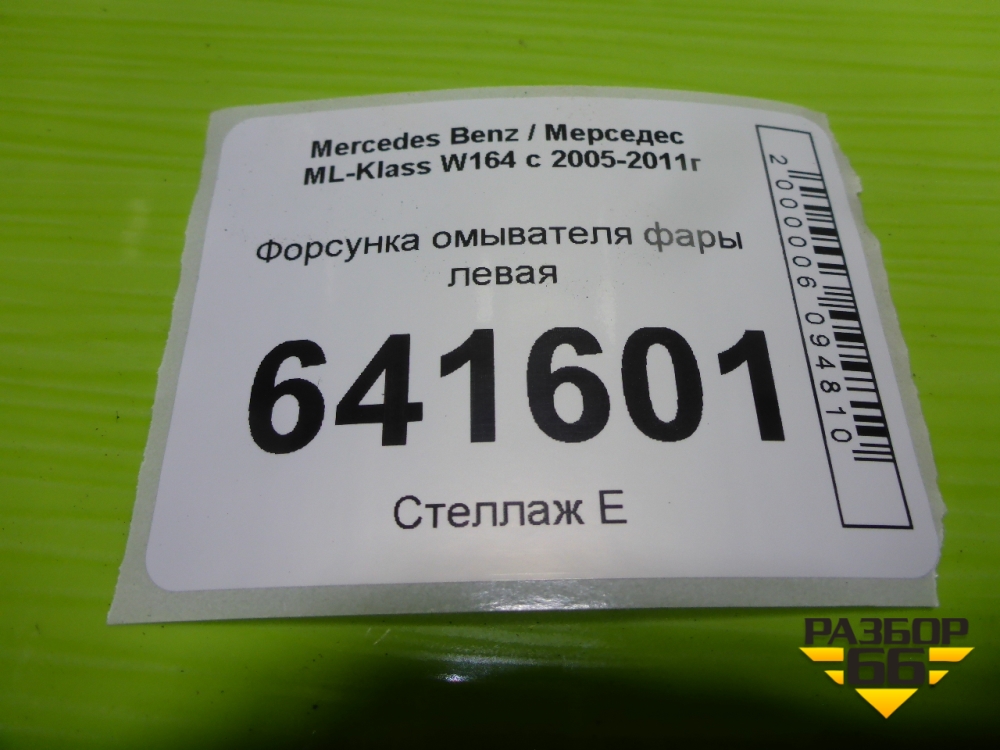 Mercedes Benz / Мерседес
ML-Klass W164 с 2005-2011г
Форсунка омывателя фары
левая
641601
Стеллаж Е
2000006094810
РАЗБОР
66